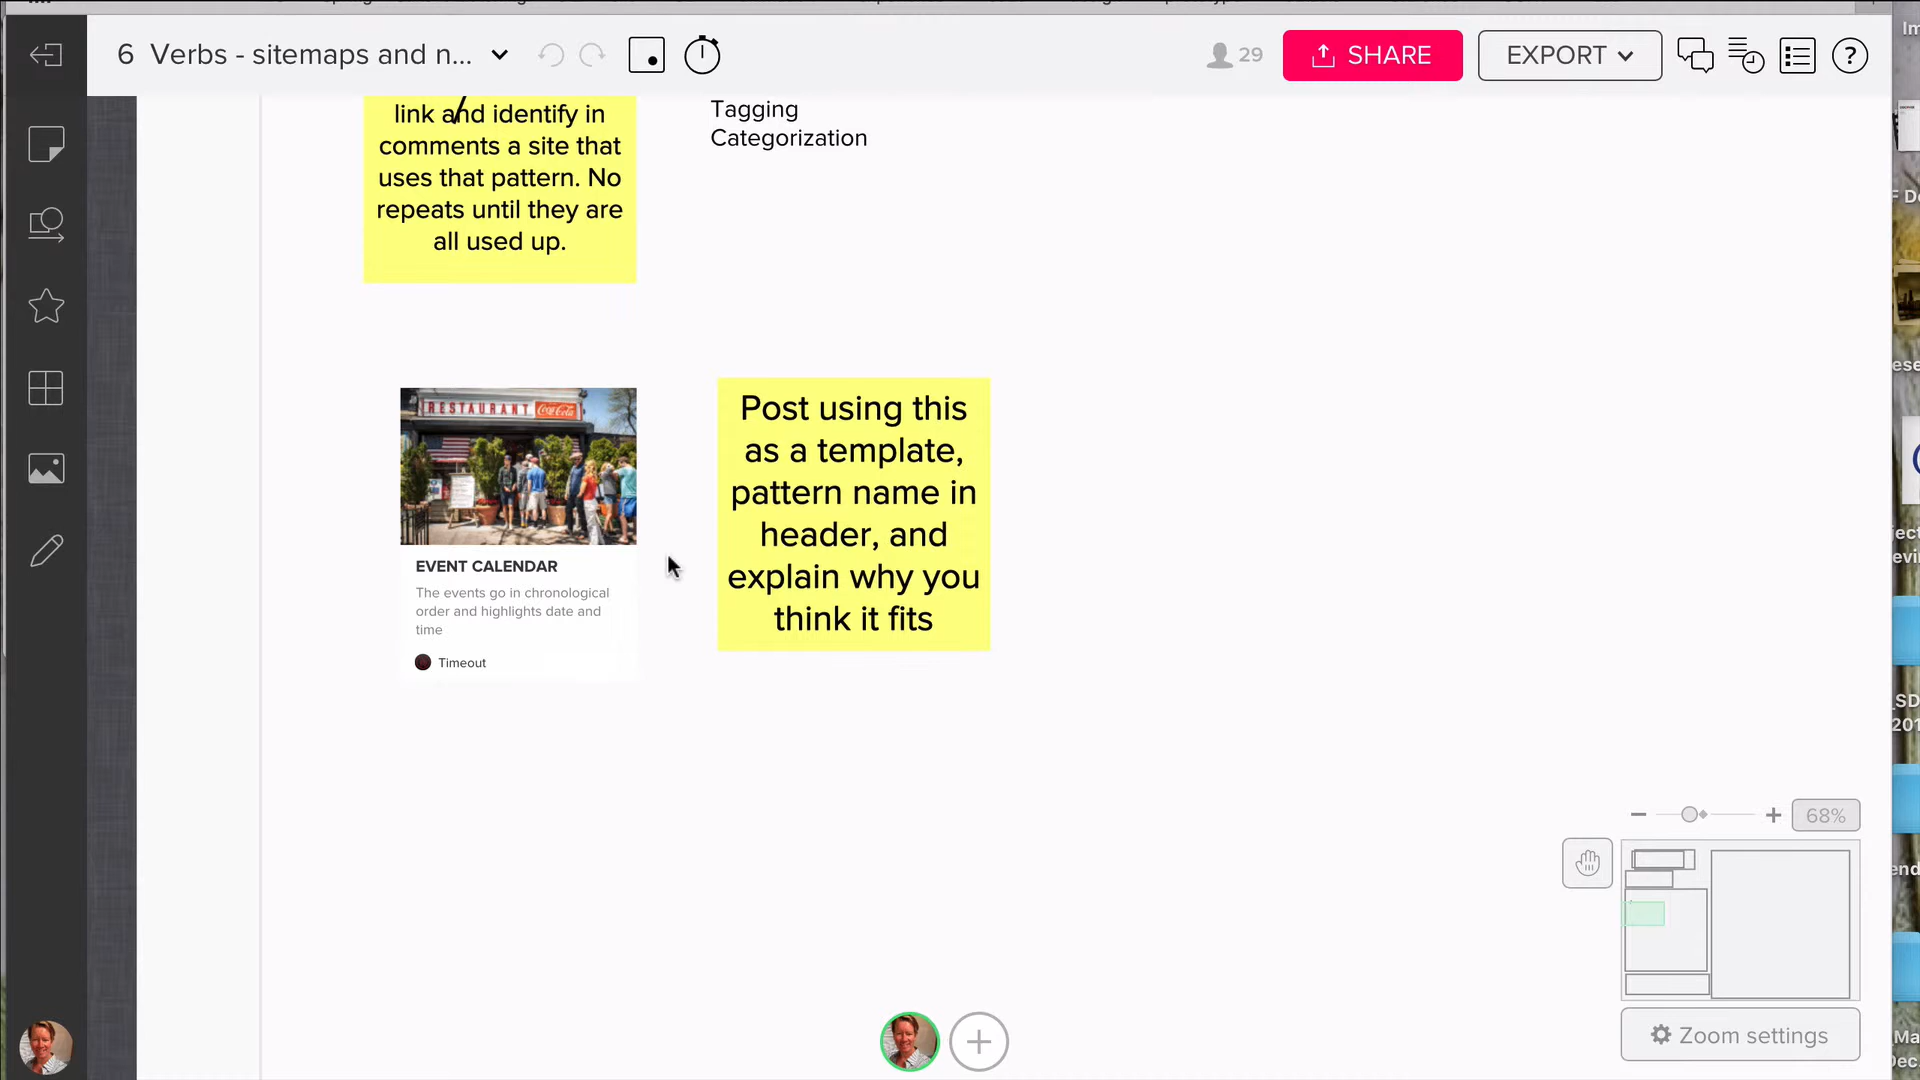 6 Verbs - sitemaps and n...
29
SHARE
EXPORT
?
link and identify in
comments a site that
uses that pattern. No
repeats until they are
all used up.
Tagging
Categorization
RESTAURANT
Coca-Cola
EVENT CALENDAR
The events go in chronological
order and highlights date and
time
Timeout
Post using this
as a template,
pattern name in
header, and
explain why you
think it fits
68%
Zoom settings